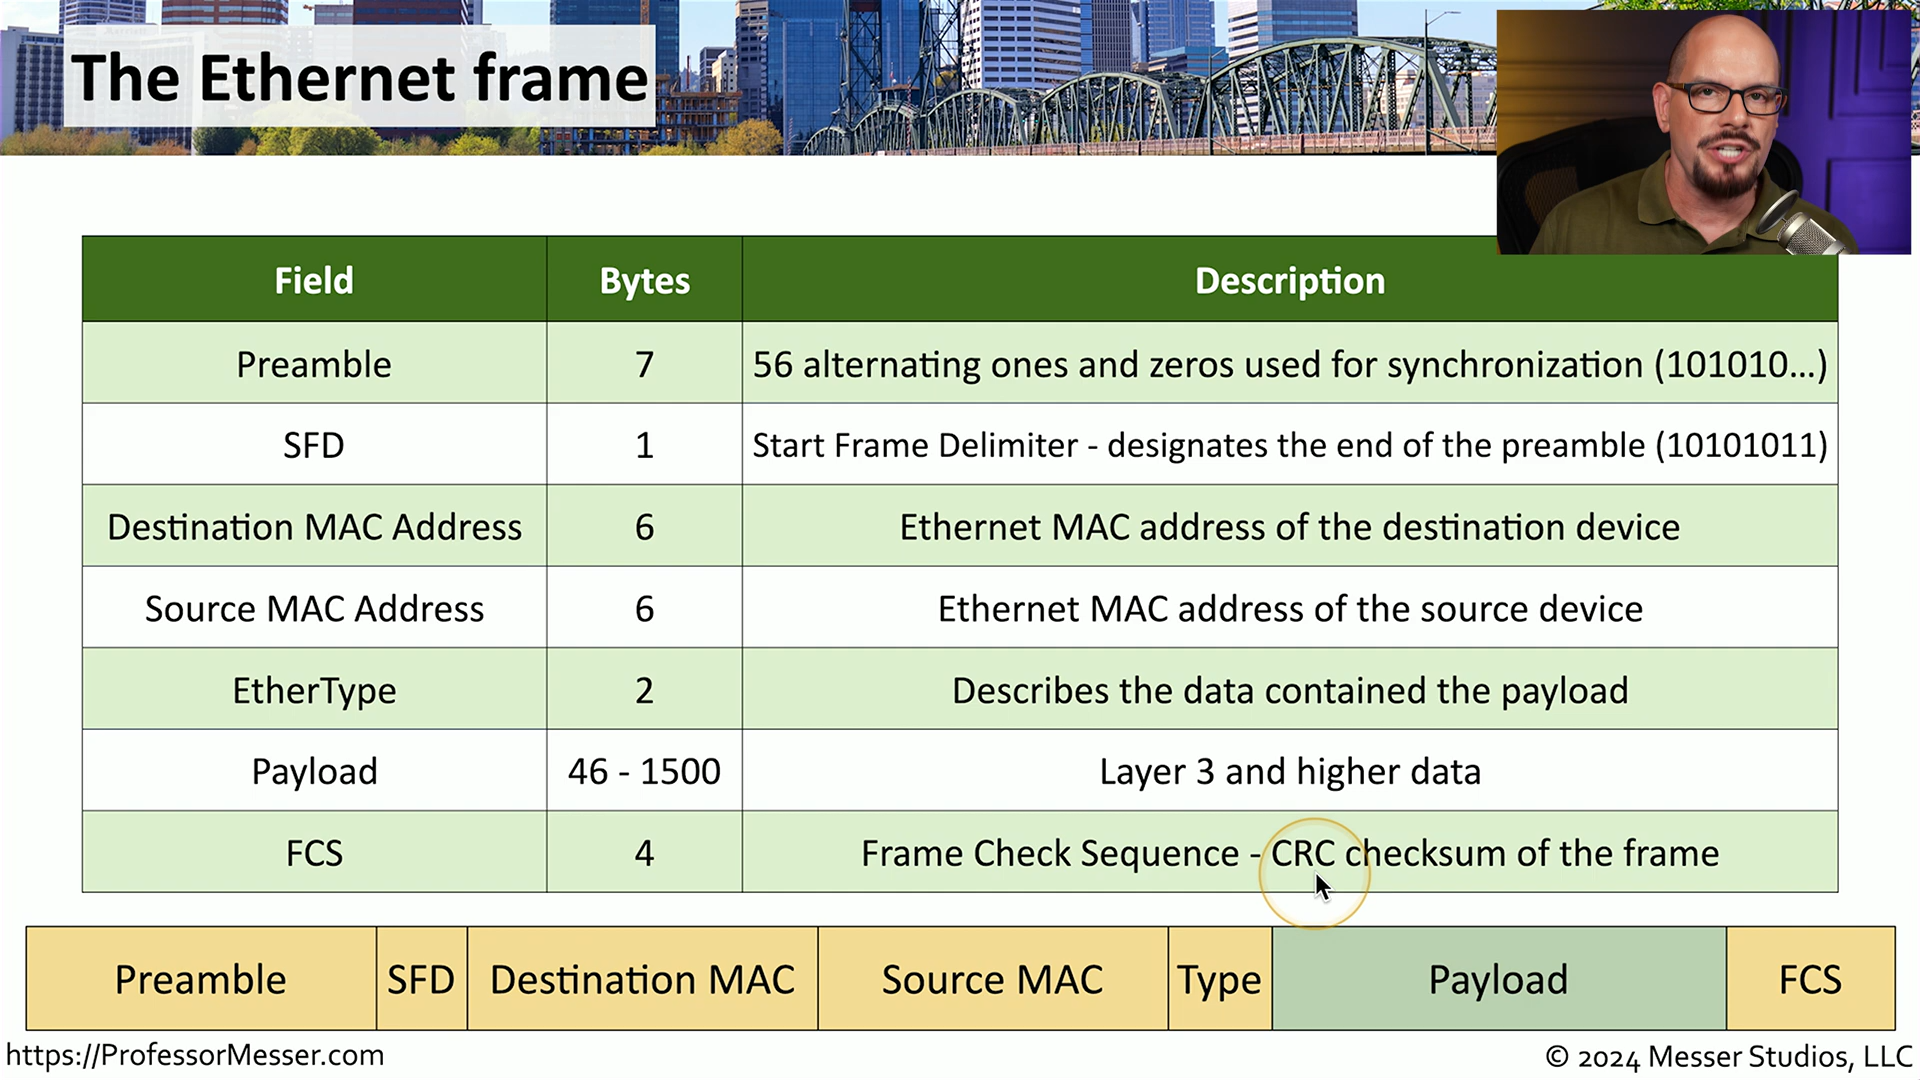 The Ethernet frame
Field Bytes Description
Preamble 7 56 alternating ones and zeros used for synchronization (101010...)
SFD 1 Start Frame Delimiter - designates the end of the preamble (10101011)
Destination MAC Address 6 Ethernet MAC address of the destination device
Source MAC Address 6 Ethernet MAC address of the source device
EtherType 2 Describes the data contained the payload
Payload 46 - 1500 Layer 3 and higher data
FCS 4 Frame Check Sequence - CRC checksum of the frame
Preamble SFD Destination MAC Source MAC Type Payload FCS
https://ProfessorMesser.com © 2024 Messer Studios, LLC